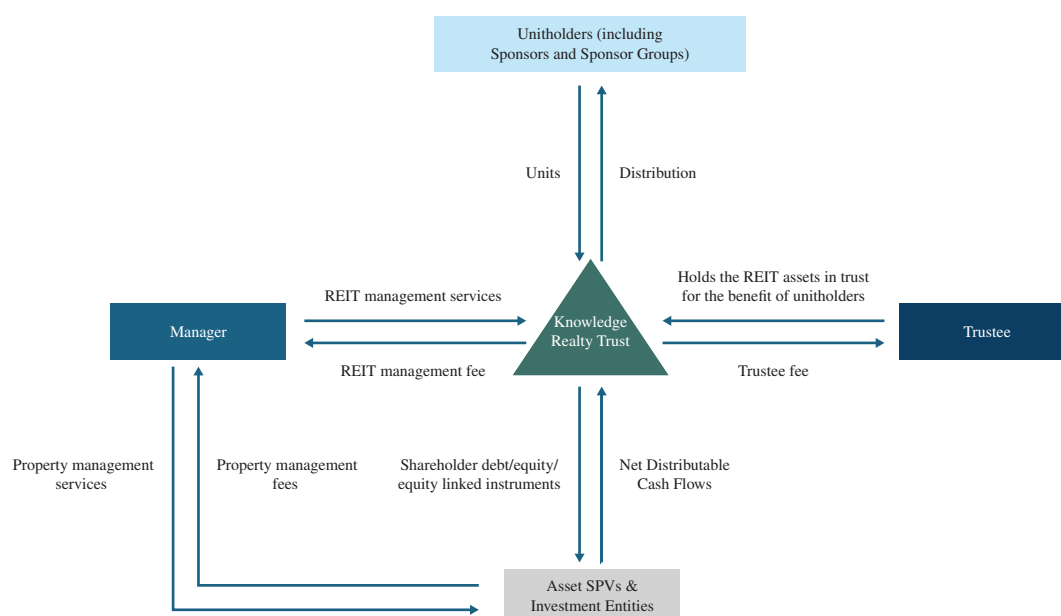 Unitholders (including
Sponsors and Sponsor Groups)
Units
Distribution
REIT management services
Holds the REIT assets in trust
for the benefit of unitholders
Manager
Knowledge
Realty Trust
Trustee
REIT management fee
Trustee fee
Property management
services
Property management
fees
Shareholder debt/equity/
equity linked instruments
Net Distributable
Cash Flows
Asset SPVs &
Investment Entities